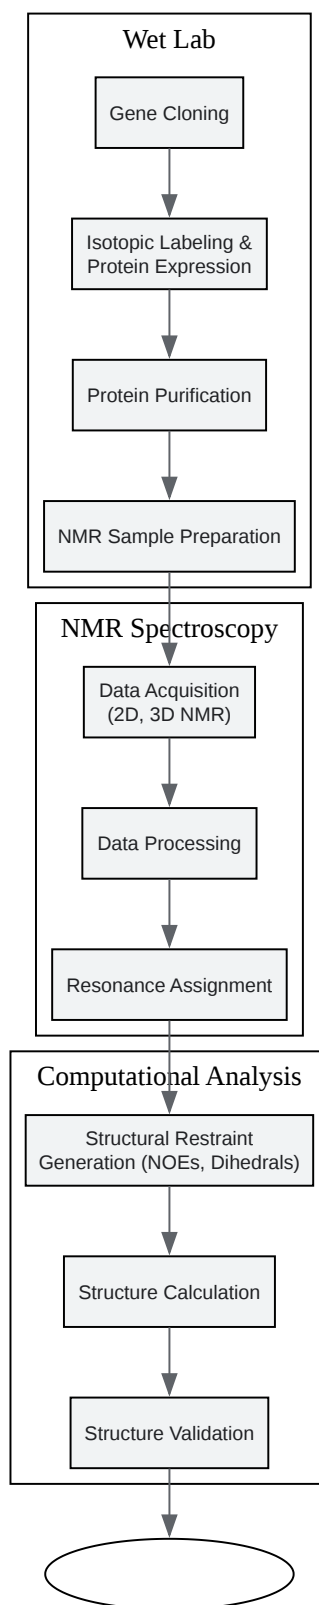 Wet Lab
Gene Cloning
Isotopic Labeling &
Protein Expression
Protein Purification
NMR Sample Preparation
NMR Spectroscopy
Data Acquisition
(2D, 3D NMR)
Data Processing
Resonance Assignment
Computational Analysis
Structural Restraint
Generation (NOEs, Dihedrals)
Structure Calculation
Structure Validation